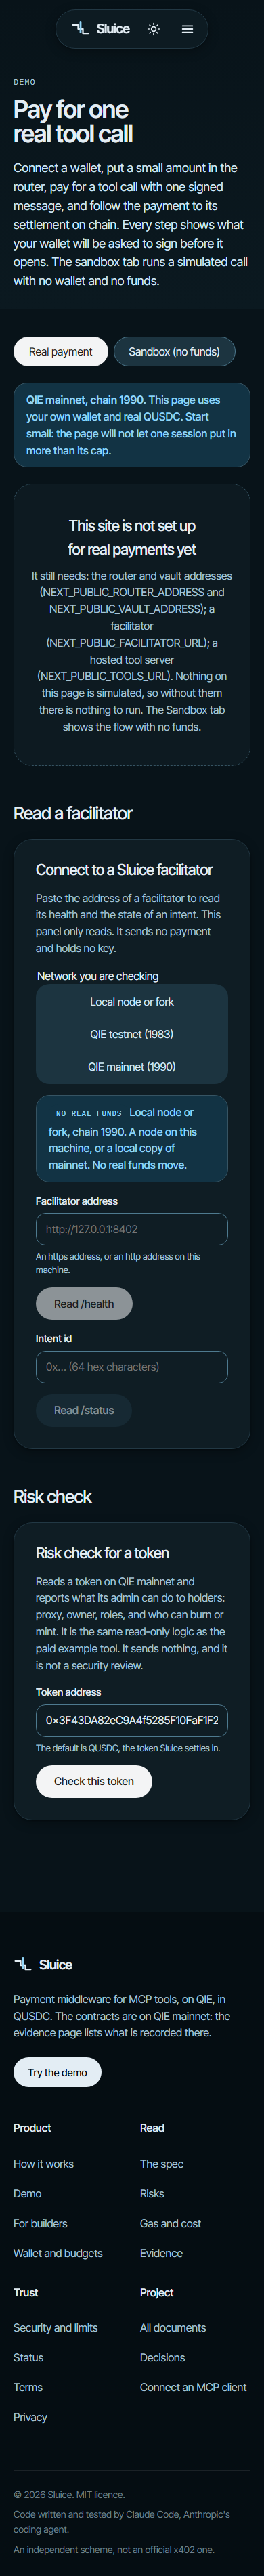 Sluice
DEMO
Pay for one
real tool call
Connect a wallet, put a small amount in the
router, pay for a tool call with one signed
message, and follow the payment to its
settlement on chain. Every step shows what
your wallet will be asked to sign before it
opens. The sandbox tab runs a simulated call
with no wallet and no funds.
Real payment
Sandbox (no funds)
QIE mainnet, chain 1990. This page uses
your own wallet and real QUSDC. Start
small: the page will not let one session put in
more than its cap.
This site is not set up
for real payments yet
It still needs: the router and vault addresses
(NEXT_PUBLIC_ROUTER_ADDRESS and
NEXT_PUBLIC_VAULT_ADDRESS); a
facilitator
(NEXT_PUBLIC_FACILITATOR_URL); a
hosted tool server
(NEXT_PUBLIC_TOOLS_URL). Nothing on
this page is simulated, so without them
there is nothing to run. The Sandbox tab
shows the flow with no funds.
Read a facilitator
Connect to a Sluice facilitator
Paste the address of a facilitator to read
its health and the state of an intent. This
panel only reads. It sends no payment
and holds no key.
Network you are checking
Local node or fork
QIE testnet (1983)
QIE mainnet (1990)
NO REAL FUNDS Local node or
fork, chain 1990. A node on this
machine, or a local copy of
mainnet. No real funds move.
Facilitator address
http://127.0.0.1:8402
An https address, or an http address on this
machine.
Read /health
Intent id
0x... (64 hex characters)
Read /status
Risk check
Risk check for a token
Reads a token on QIE mainnet and
reports what its admin can do to holders:
proxy, owner, roles, and who can burn or
mint. It is the same read-only logic as the
paid example tool. It sends nothing, and it
is not a security review.
Token address
0x3F43DA82eC9A4f5285F10FaF1F2
The default is QUSDC, the token Sluice settles in.
Check this token
Sluice
Payment middleware for MCP tools, on QIE, in
QUSDC. The contracts are on QIE mainnet: the
evidence page lists what is recorded there.
Try the demo
Product
How it works
Demo
For builders
Wallet and budgets
Read
The spec
Risks
Gas and cost
Evidence
Trust
Security and limits
Status
Terms
Privacy
Project
All documents
Decisions
Connect an MCP client
© 2026 Sluice. MIT licence.
Code written and tested by Claude Code, Anthropic's
coding agent.
An independent scheme, not an official x402 one.